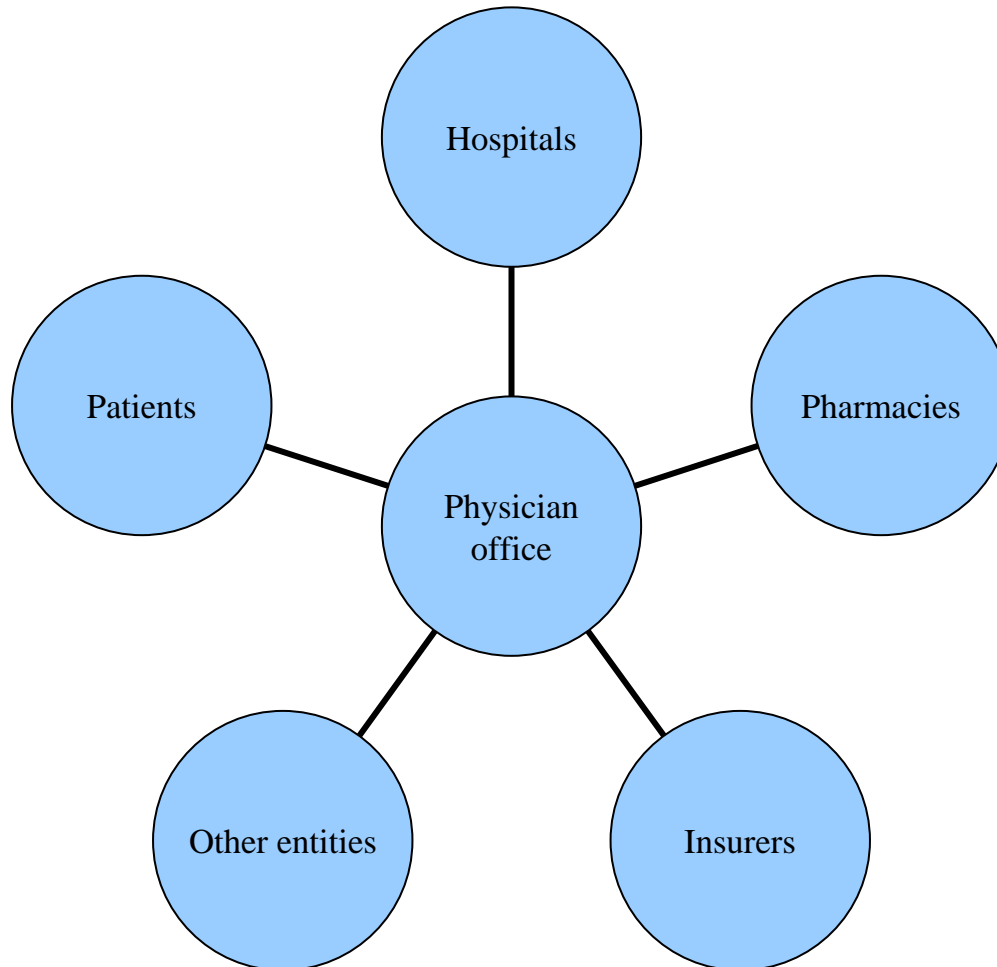 Hospitals
Patients
Pharmacies
Physician
office
Other entities
Insurers